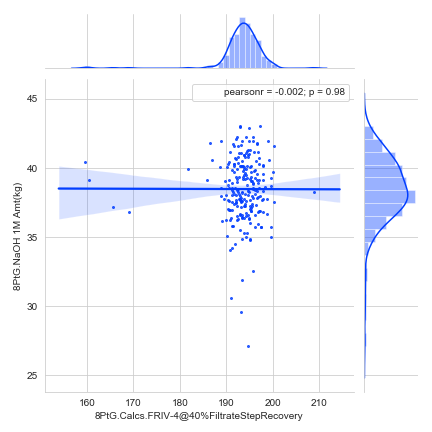 pearsonr = -0.002; p = 0.98
45
40
35
30
25
8PtG.NaOH 1M Amt(kg)
160 170 180 190 200 210
8PtG.Calcs.FRIV-4@40%FiltrateStepRecovery